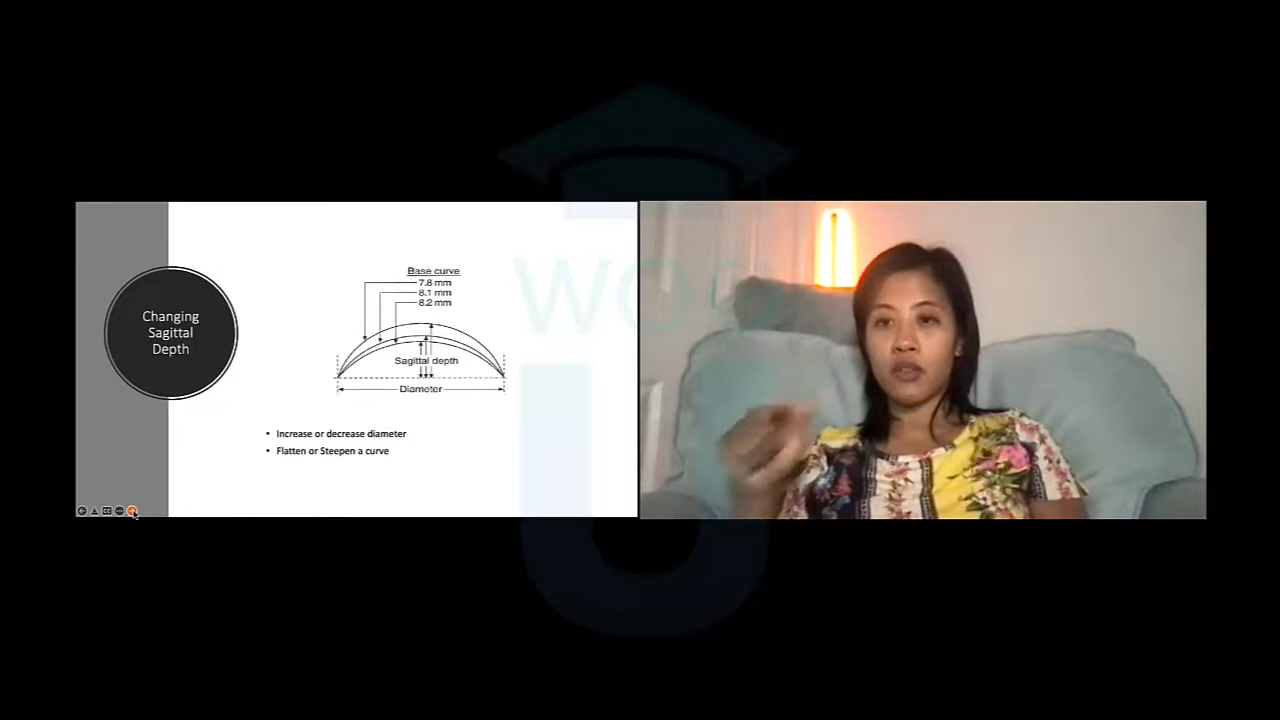 Changing
Sagittal
Depth
Base curve
7.8 mm
8.1 mm
8.2 mm
Sagittal depth
Diameter
• Increase or decrease diameter
• Flatten or Steepen a curve
WOO
U